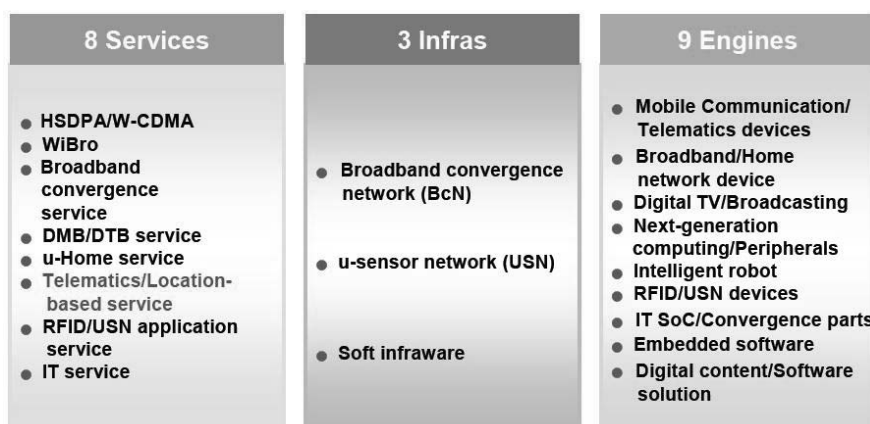 8 Services
HSDPA/W-CDMA
WiBro
Broadband
convergence
service
DMB/DTB service
u-Home service
Telematics/Location-
based service
RFID/USN application
service
IT service
3 Infras
Broadband convergence
network (BcN)
u-sensor network (USN)
Soft infraware
9 Engines
Mobile Communication/
Telematics devices
Broadband/Home
network device
Digital TV/Broadcasting
Next-generation
computing/Peripherals
Intelligent robot
RFID/USN devices
IT SoC/Convergence parts
Embedded software
Digital content/Software
solution